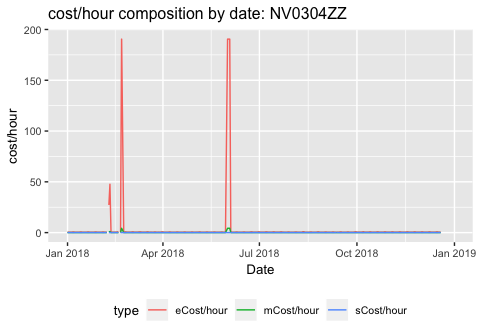 cost/hour composition by date: NV0304ZZ
cost/hour
200
150
100
50
0
Jan 2018 Apr 2018 Jul 2018 Oct 2018 Jan 2019
Date
type eCost/hour mCost/hour sCost/hour